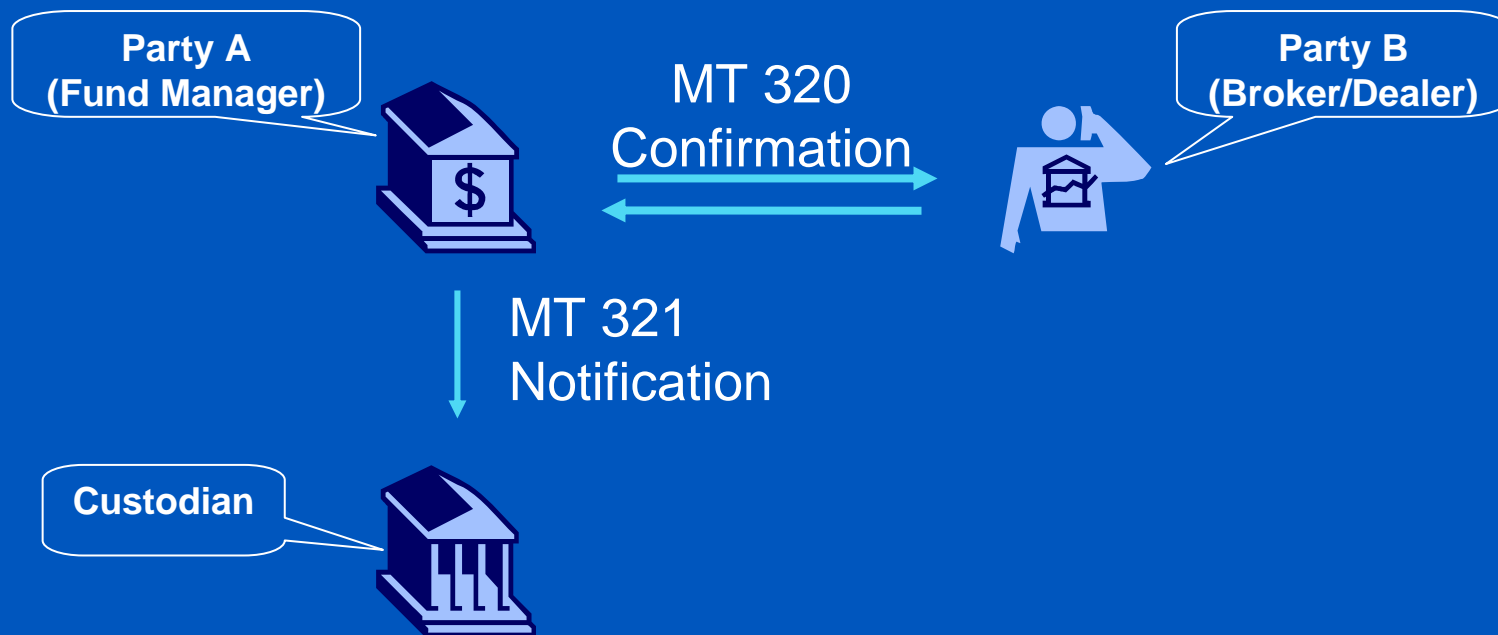 Party A
(Fund Manager)
MT 320
Confirmation
Party B
(Broker/Dealer)
$
MT 321
Notification
Custodian